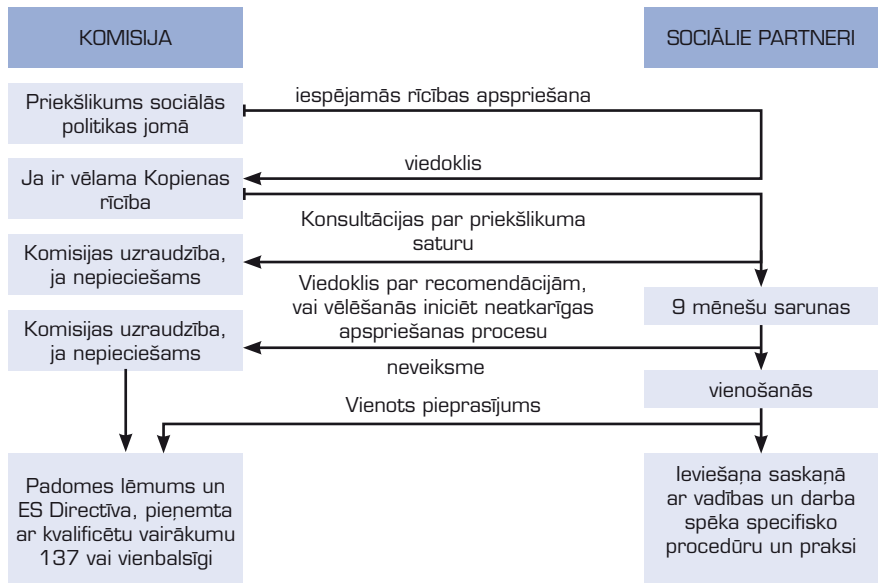 KOMISIJA
SOCIĀLIE PARTNERI
Priekšlikums sociālās
politikas jomā
iespējamās rīcības apspriešana
viedoklis
Ja ir vēlama Kopienas
rīcība
Konsultācijas par priekšlikuma
saturu
Komisijas uzraudzība,
ja nepieciešams
Viedoklis par recomendācijām,
vai vēlēšanās iniciēt neatkarīgas
apspriešanas procesu
9 mēnešu sarunas
Komisijas uzraudzība,
ja nepieciešams
neveiksme
vienošanās
Vienots pieprasījums
Padomes lēmums un
ES Direktīva, pieņemta
ar kvalificētu vairākumu
137 vai vienbalsīgi
Ieviešaņa saskaņā
ar vadības un darba
spēka specifisko
procedūru un praksi